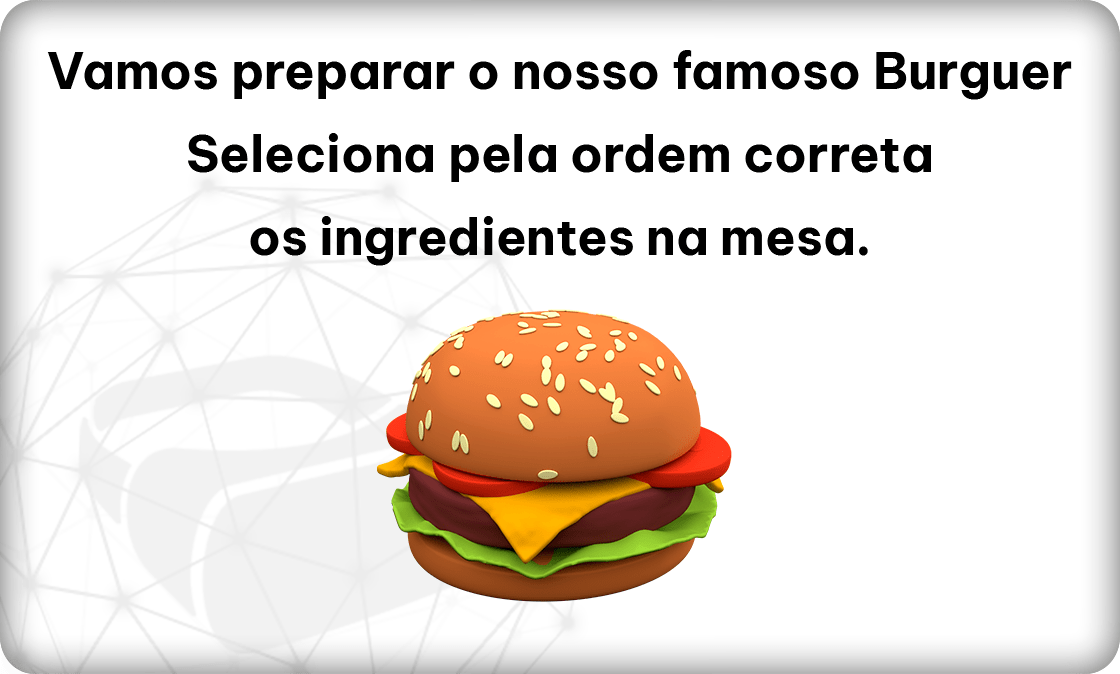 Vamos preparar o nosso famoso Burguer
Seleciona pela ordem correta
os ingredientes na mesa.